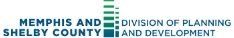 MEMPHIS AND
SHELBY COUNTY
DIVISION OF PLANNING
AND DEVELOPMENT